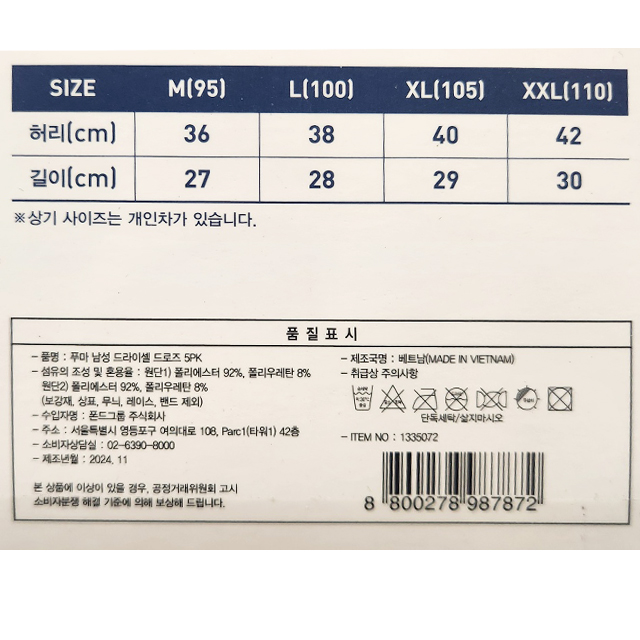 SIZE M(95) L(100) XL(105) XXL(110)
허리(cm) 36 38 40 42
길이(cm) 27 28 29 30
※상기 사이즈는 개인차가 있습니다.
품 질 표 시
– 품명 : 푸마 남성 드라이셀 드로즈 5PK
– 섬유의 조성 및 혼용율 : 원단1) 폴리에스터 92%, 폴리우레탄 8%
원단2) 폴리에스터 92%, 폴리우레탄 8%
(보강재, 상표, 무늬, 레이스, 밴드 제외)
– 수입자명 : 폰드그룹 주식회사
– 주소 : 서울특별시 영등포구 여의대로 108, Parc1(타워1) 42층
– 소비자상담실 : 02-6390-8000
– 제조년월 : 2024. 11
본 상품에 이상이 있을 경우, 공정거래위원회 고시
소비자분쟁 해결 기준에 의해 보상해 드립니다.
– 제조국명 : 베트남(MADE IN VIETNAM)
– 취급상 주의사항
단독세탁/삶지마시오
– ITEM NO : 1335072
8 800278 987872